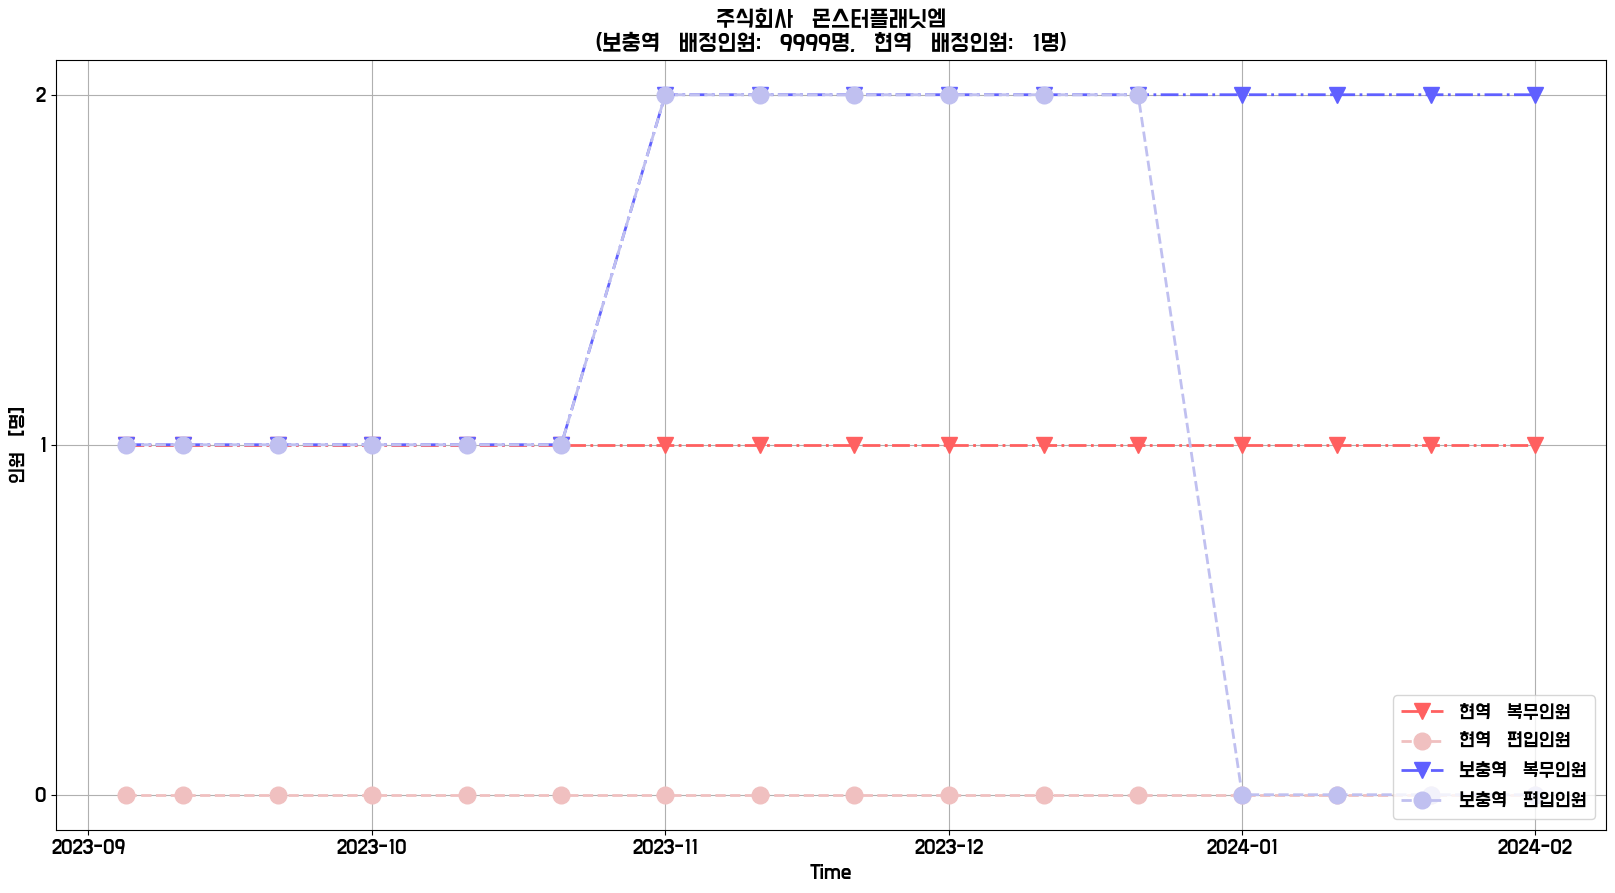 주식회사 몬스터플래닛엠
(보충역 배정인원: 9999명, 현역 배정인원: 1명)
인원 [명]
2
1
0
현역 복무인원
현역 편입인원
보충역 복무인원
보충역 편입인원
2023-09 2023-10 2023-11 2023-12 2024-01 2024-02
Time